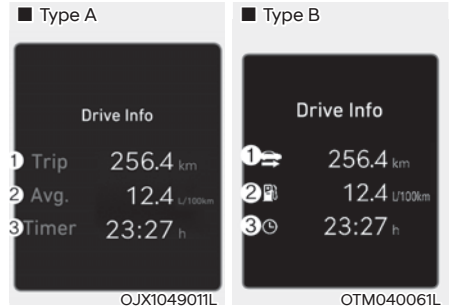 ■ Type A
Drive Info
① Trip 256.4 km
② Avg. 12.4 L/100km
③ Timer 23:27 h
OJX1049011L
■ Type B
Drive Info
① 256.4 km
② 12.4 L/100km
③ 23:27 h
OTM040061L